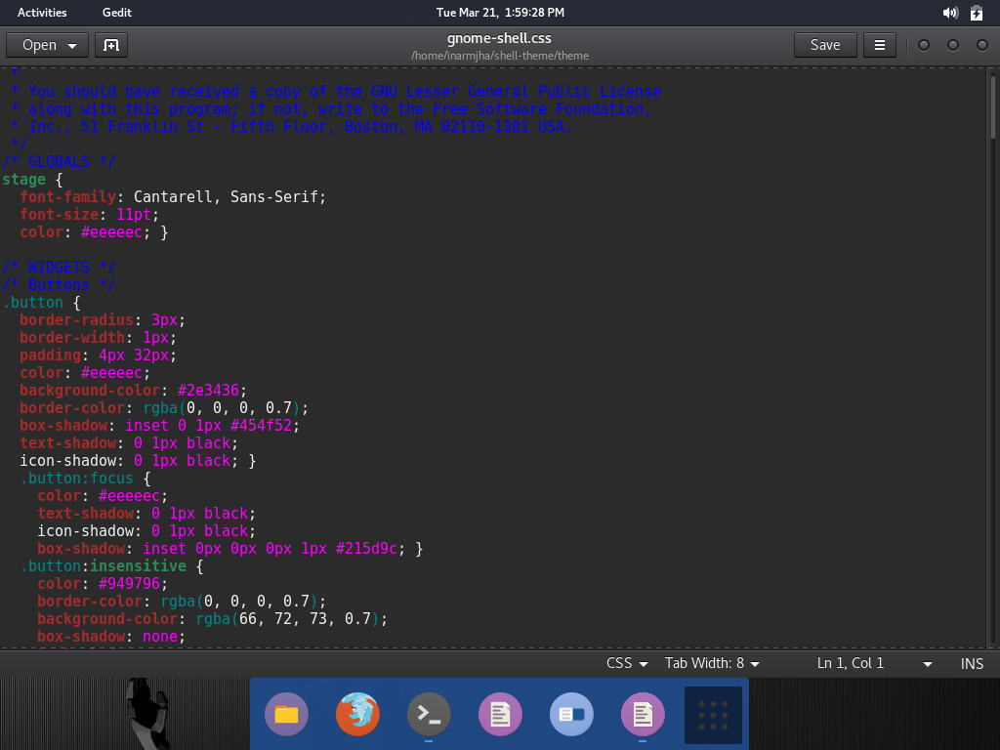 Activities Gedit Tue Mar 21, 1:59:28 PM
Open gnome-shell.css Save
/home/inarmjha/shell-theme/theme
*
* You should have received a copy of the GNU Lesser General Public License
* along with this program; if not, write to the Free Software Foundation,
* Inc., 51 Franklin St - Fifth Floor, Boston, MA 02110-1301 USA.
*/
/* GLOBALS */
stage {
font-family: Cantarell, Sans-Serif;
font-size: 11pt;
color: #eeeeec; }
/* WIDGETS */
/* Buttons */
.button {
border-radius: 3px;
border-width: 1px;
padding: 4px 32px;
color: #eeeeec;
background-color: #2e3436;
border-color: rgba(0, 0, 0, 0.7);
box-shadow: inset 0 1px #454f52;
text-shadow: 0 1px black;
icon-shadow: 0 1px black; }
.button:focus {
color: #eeeeec;
text-shadow: 0 1px black;
icon-shadow: 0 1px black;
box-shadow: inset 0px 0px 0px 1px #215d9c; }
.button:insensitive {
color: #949796;
border-color: rgba(0, 0, 0, 0.7);
background-color: rgba(66, 72, 73, 0.7);
box-shadow: none;
CSS Tab Width: 8 Ln 1, Col 1 INS